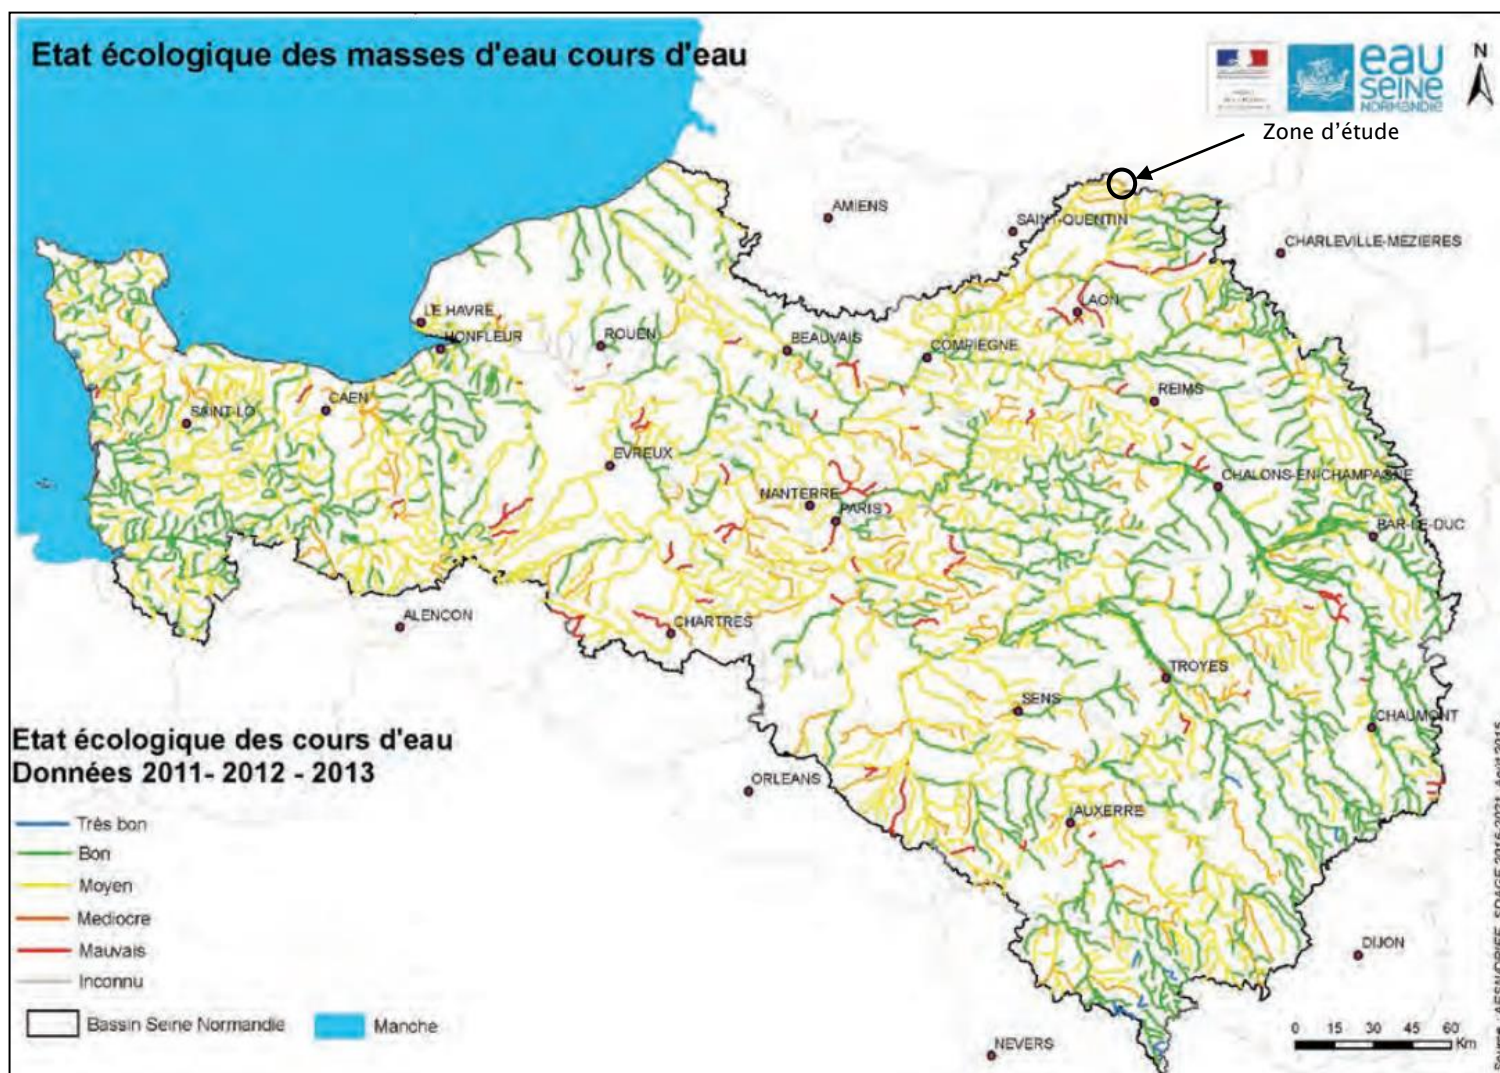 Etat écologique des masses d'eau cours d'eau
eau
SEINE
NORMANDIE
N
Zone d'étude
AMIENS
SAINT-QUENTIN
CHARLEVILLE-MEZIERES
LAON
LE HAVRE
HONFLEUR
ROUEN
BEAUVAIS
COMPIEGNE
REIMS
CAEN
SAINT-LO
EVREUX
CHALONS-EN-CHAMPAGNE
NANTERRE
PARIS
BAR-LE-DUC
ALENCON
CHARTRES
TROYES
SENS
CHAUMONT
ORLEANS
AUXERRE
DIJON
NEVERS
Etat écologique des cours d'eau
Données 2011- 2012 - 2013
Très bon
Bon
Moyen
Mediocre
Mauvais
Inconnu
Bassin Seine Normandie
Manche
0 15 30 45 60
Km